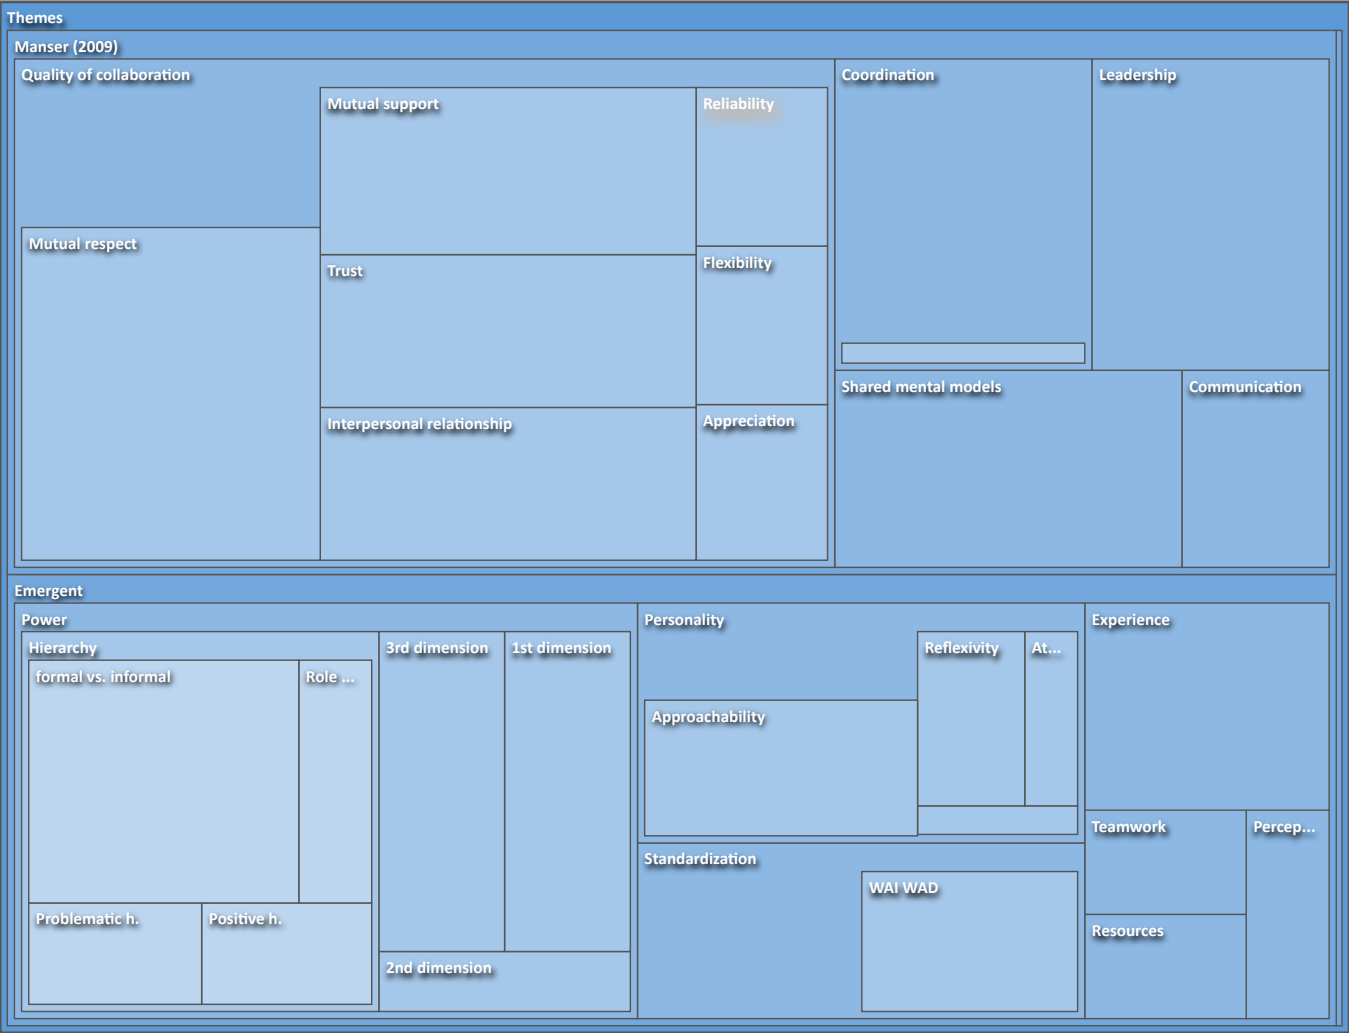 Themes
Manser (2009)
Quality of collaboration
Mutual support
Reliability
Mutual respect
Trust
Flexibility
Interpersonal relationship
Appreciation
Coordination
Leadership
Shared mental models
Communication
Emergent
Power
Hierarchy
formal vs. informal
Role ...
Problematic h.
Positive h.
3rd dimension
1st dimension
2nd dimension
Personality
Reflexivity
At...
Approachability
Standardization
WAI WAD
Experience
Teamwork
Percep...
Resources